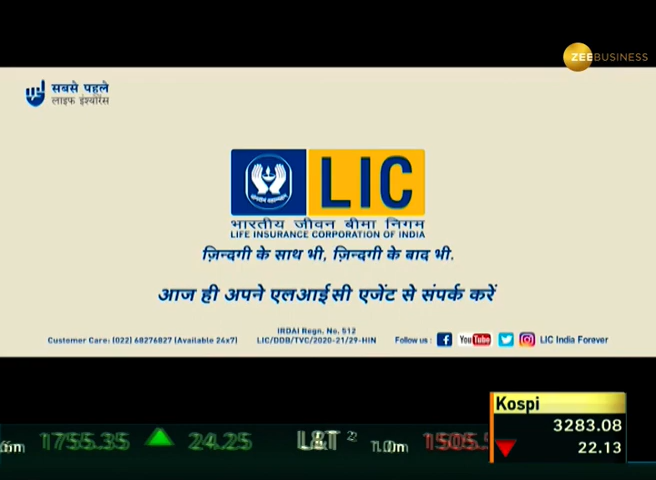 ZEEBUSINESS
सबसे पहले
लाइफ इंश्योरेंस
LIC
भारतीय जीवन बीमा निगम
LIFE INSURANCE CORPORATION OF INDIA
ज़िन्दगी के साथ भी, ज़िन्दगी के बाद भी.
आज ही अपने एलआईसी एजेंट से संपर्क करें
IRDAI Regn. No. 512
Customer Care: (022) 68276827 (Available 24x7) LIC/DDB/TVC/2020-21/29-HIN Follow us : f YouTube LIC India Forever
Kospi
3283.08
22.13
1755.35 24.25 L&T